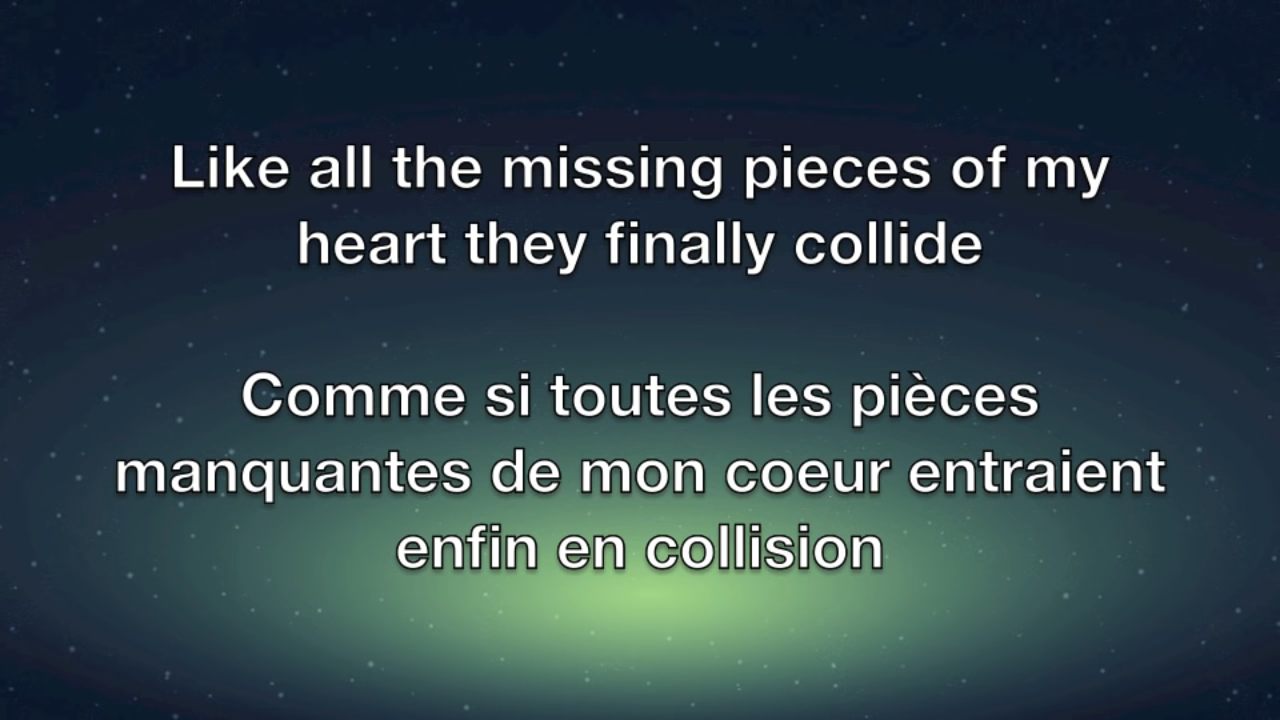 Like all the missing pieces of my
heart they finally collide
Comme si toutes les pièces
manquantes de mon coeur entraient
enfin en collision